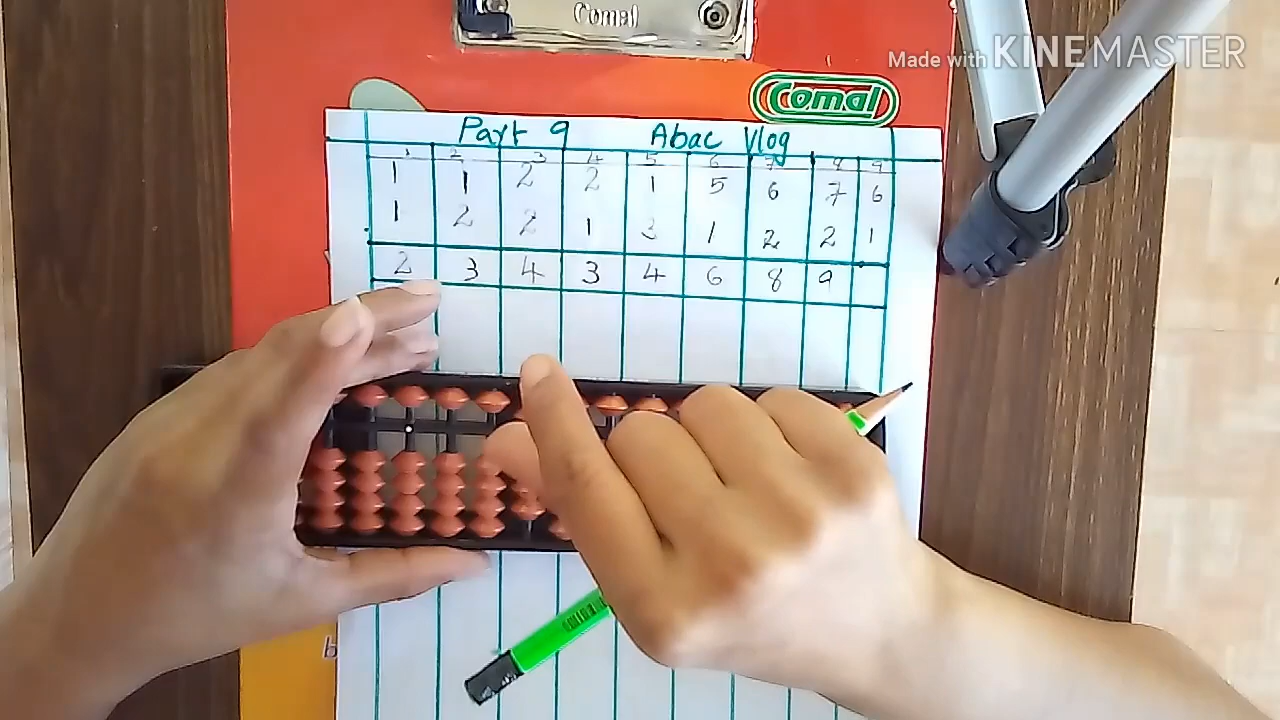 Comal
Made with KINEMASTER
Comal
Part 9 Abac Vlog
1 2 3 4 5 6 7 8 9
1 1 2 2 1 5 6 7 6
1 2 2 1 3 1 2 2 1
2 3 4 3 4 6 8 9
b